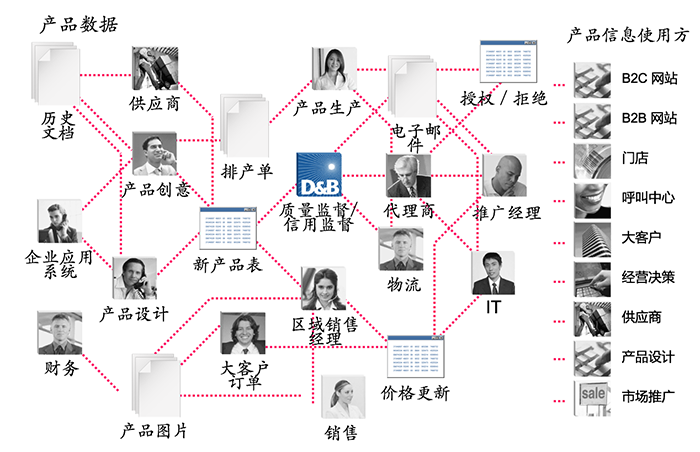 产品数据
产品信息使用方
历史
文档
供应商
产品创意
排产单
产品生产
电子邮
件
授权 / 拒绝
D&B
质量监督/
信用监督
代理商
推广经理
企业应用
系统
新产品表
物流
IT
产品设计
区域销售
经理
财务
大客户
订单
价格更新
产品图片
销售
B2C 网站
B2B 网站
门店
呼叫中心
大客户
经营决策
供应商
产品设计
sale
市场推广